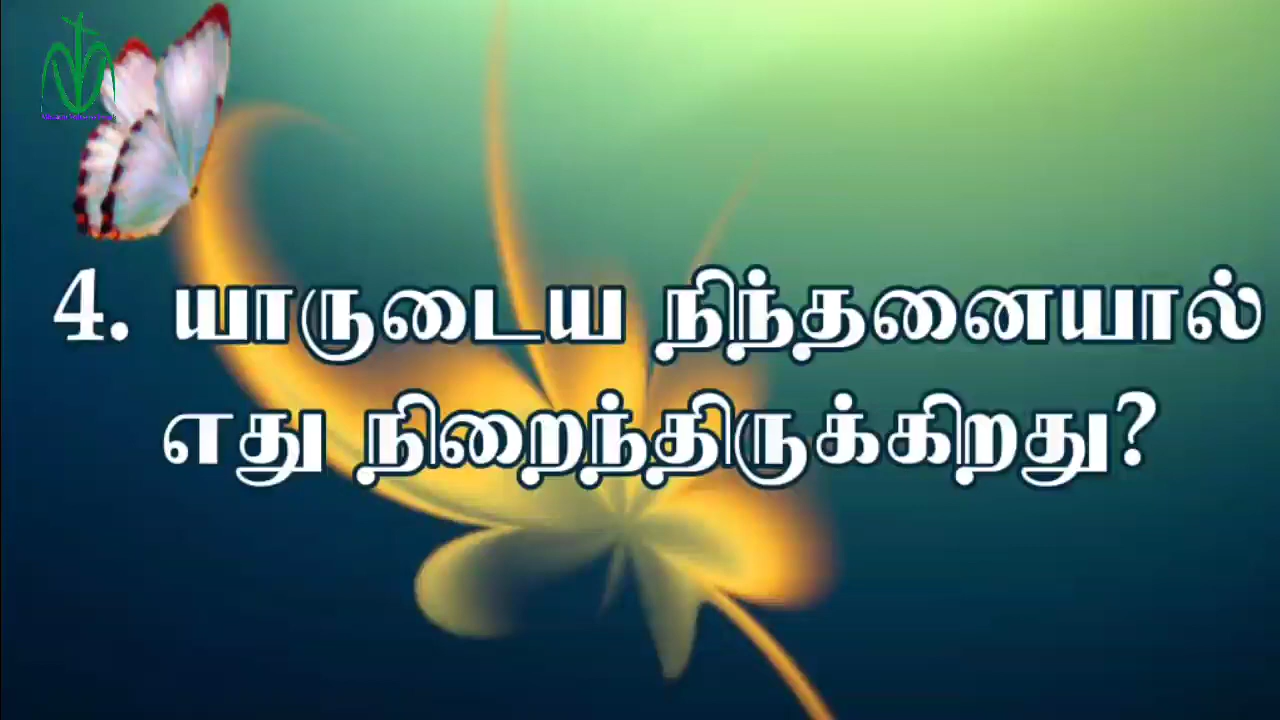 4. யாருடைய நிந்தனையால்
எது நிறைந்திருக்கிறது?